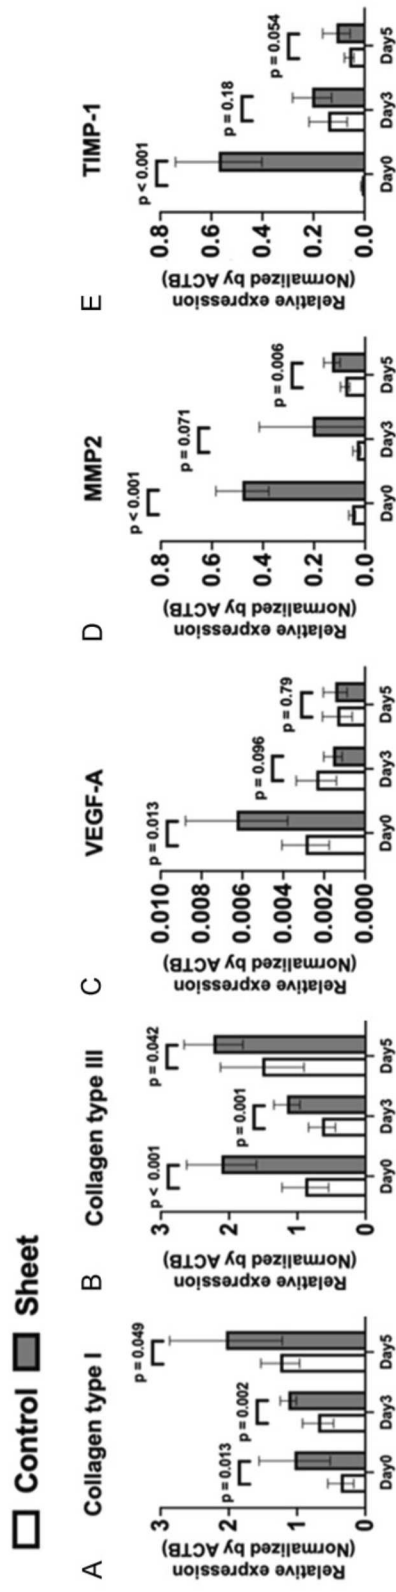 Control Sheet
A
Collagen type I
Relative expression
(Normalized by ACTB)
3
2
1
0
p = 0.013
p = 0.002
p = 0.049
Day0 Day3 Day5
B
Collagen type III
Relative expression
(Normalized by ACTB)
3
2
1
0
p < 0.001
p = 0.001
p = 0.042
Day0 Day3 Day5
C
VEGF-A
Relative expression
(Normalized by ACTB)
0.010
0.008
0.006
0.004
0.002
0.000
p = 0.013
p = 0.096
p = 0.79
Day0 Day3 Day5
D
MMP2
Relative expression
(Normalized by ACTB)
0.8
0.6
0.4
0.2
0.0
p < 0.001
p = 0.071
p = 0.006
Day0 Day3 Day5
E
TIMP-1
Relative expression
(Normalized by ACTB)
0.8
0.6
0.4
0.2
0.0
p < 0.001
p = 0.18
p = 0.054
Day0 Day3 Day5